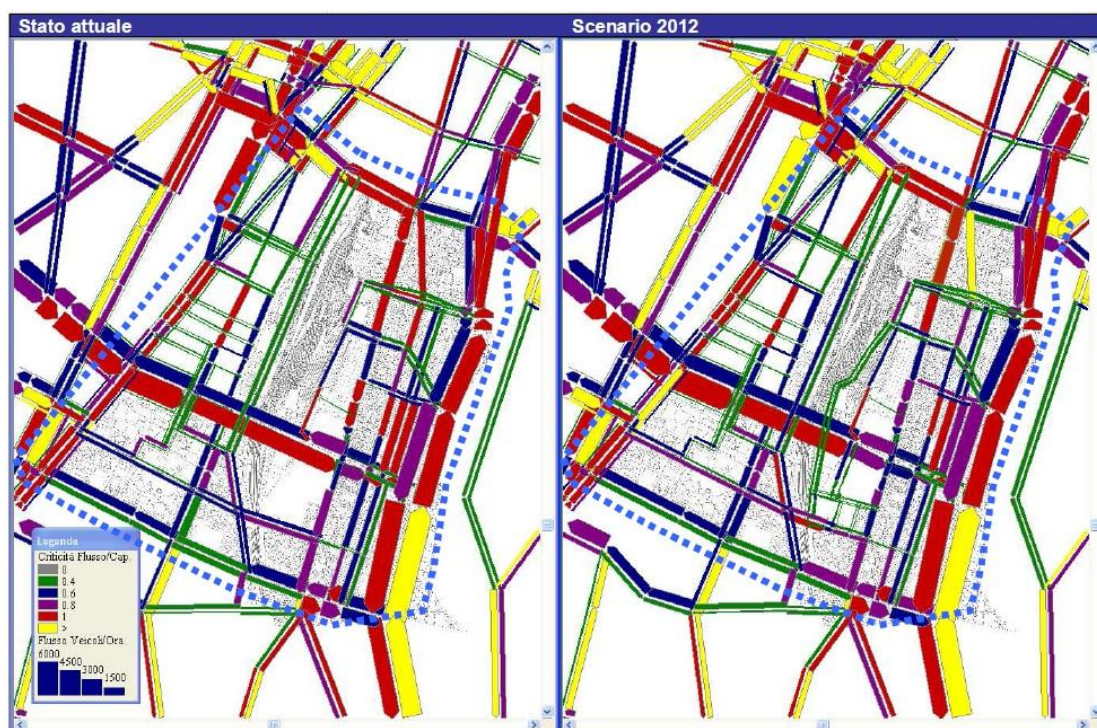 Stato attuale
Scenario 2012
Legenda
Criticità Flusso/Cap.
0
0.4
0.6
0.8
1
>
Flusso Veicoli/Ora
6000
4500
3000
1500